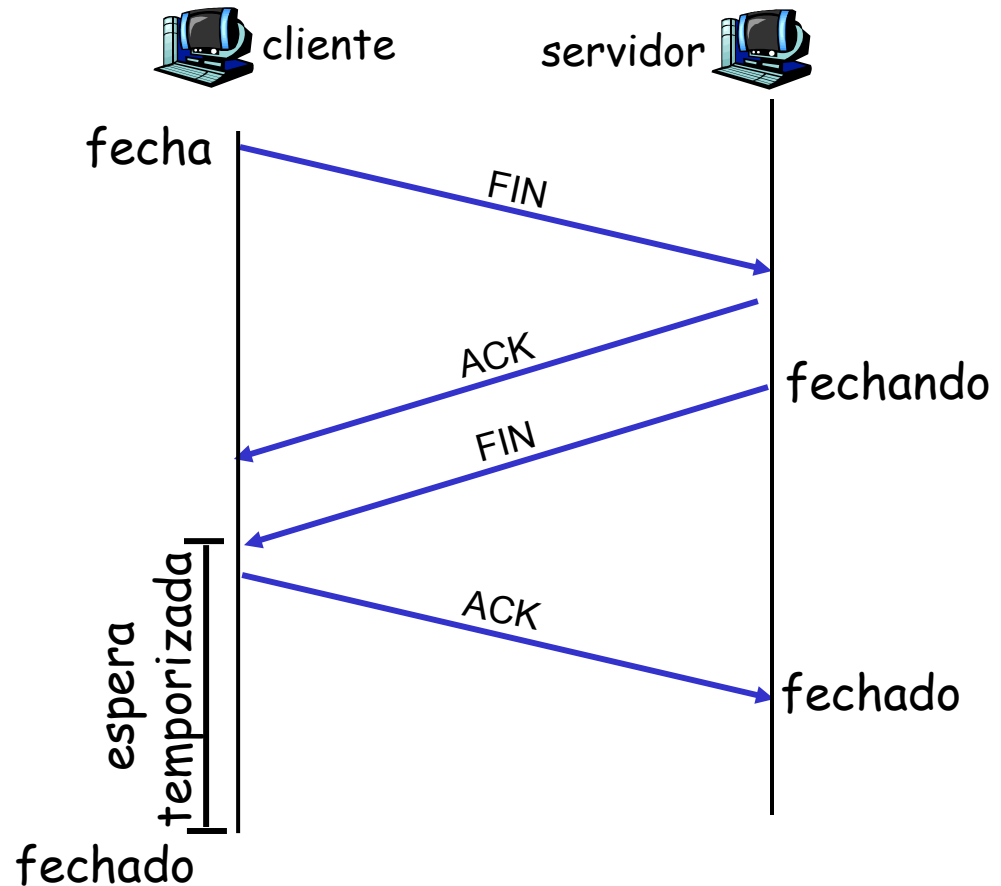 cliente
servidor
fecha
FIN
ACK
fechando
FIN
espera
temporizada
ACK
fechado
fechado